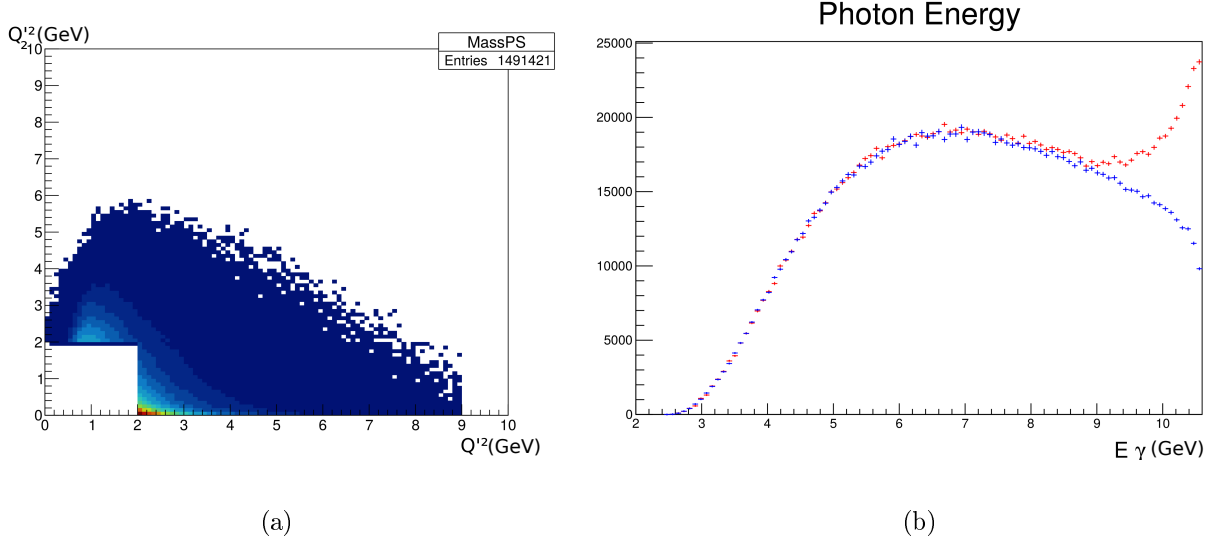 Photon Energy
Q'²(GeV)
2
MassPS
Entries 1491421
10
9
8
7
6
5
4
3
2
1
0
0 1 2 3 4 5 6 7 8 9 10
Q'²(GeV)
25000
20000
15000
10000
5000
0
2 3 4 5 6 7 8 9 10
E γ (GeV)
(a)
(b)